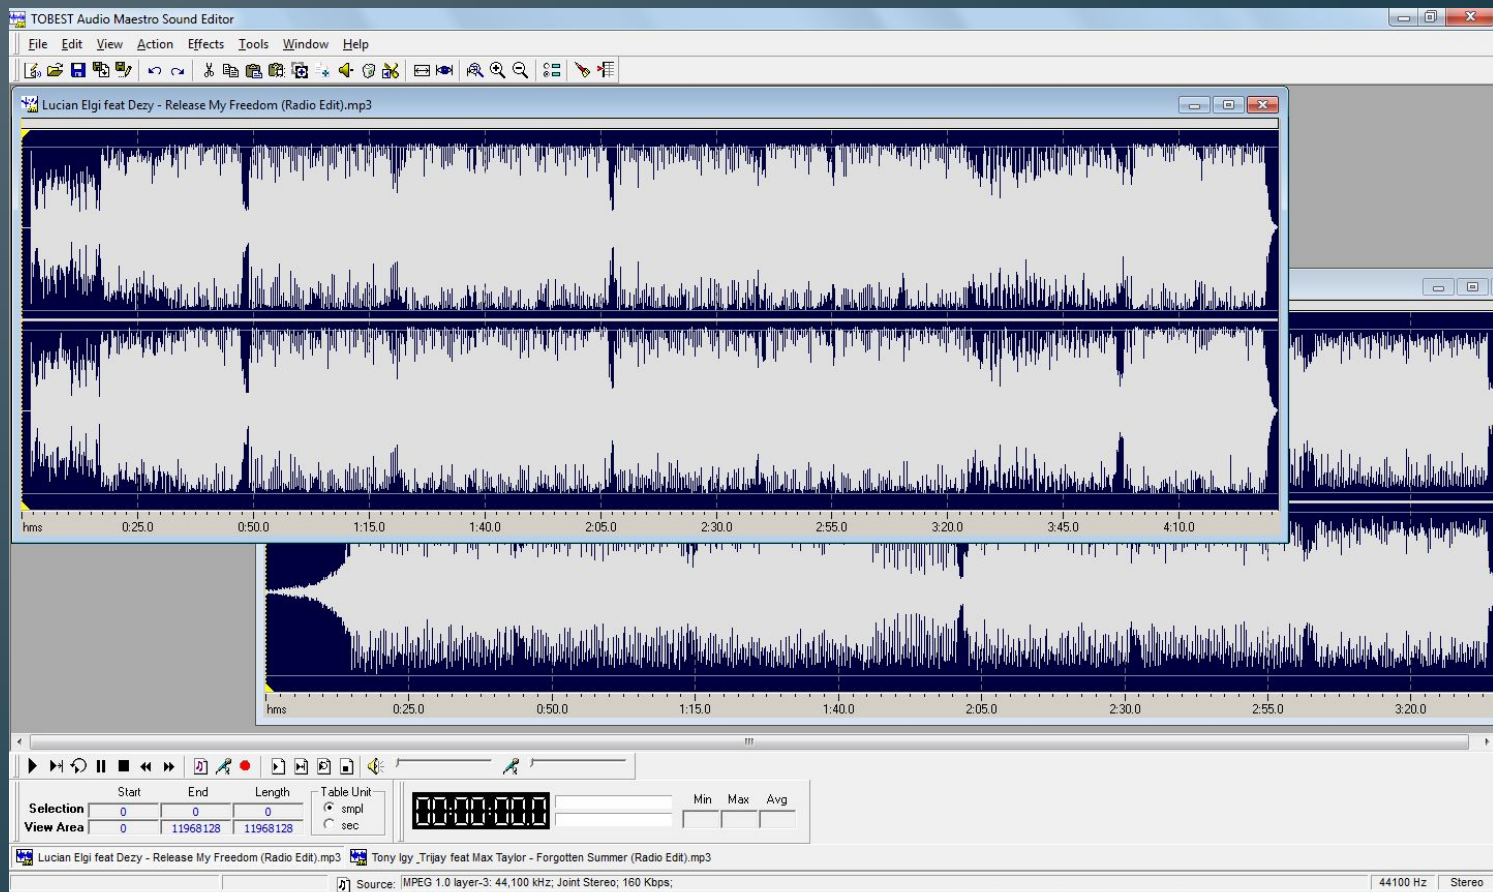 TOBEST Audio Maestro Sound Editor
File Edit View Action Effects Tools Window Help
Lucian Elgi feat Dezy - Release My Freedom (Radio Edit).mp3
hms 0:25.0 0:50.0 1:15.0 1:40.0 2:05.0 2:30.0 2:55.0 3:20.0 3:45.0 4:10.0
hms 0:25.0 0:50.0 1:15.0 1:40.0 2:05.0 2:30.0 2:55.0 3:20.0
Start End Length Table Unit
Selection 0 0 0 smpl
View Area 0 11968128 11968128 sec
00:00:00.0
Min Max Avg
Lucian Elgi feat Dezy - Release My Freedom (Radio Edit).mp3 Tony Igy _Trijay feat Max Taylor - Forgotten Summer (Radio Edit).mp3
Source: MPEG 1.0 layer-3: 44,100 kHz; Joint Stereo; 160 Kbps; 44100 Hz Stereo